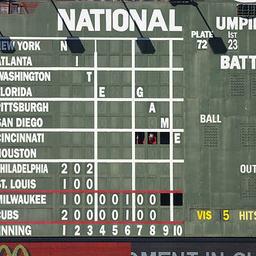 NATIONAL UMPI
NEW YORK N PLATE 1st
72 23
ATLANTA I
WASHINGTON T BATT
FLORIDA E G
PITTSBURGH A
SAN DIEGO M BALL
CINCINNATI E
HOUSTON
PHILADELPHIA 2 0 2 OUT
ST. LOUIS 1 0 0
MILWAUKEE 1 0 0 0 0 1 0 0
CUBS 2 0 0 0 0 1 0 0 VIS 5 HITS
INNING 1 2 3 4 5 6 7 8 9 10